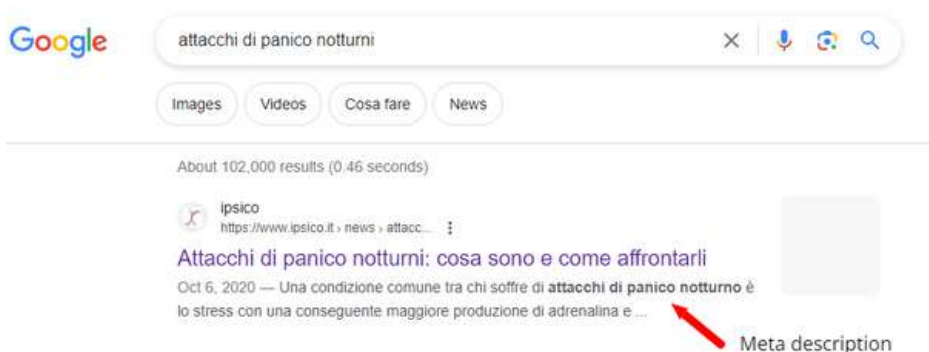 Google
attacchi di panico notturni
Images Videos Cosa fare News
About 102,000 results (0.46 seconds)
ipsico
https://www.ipsico.it › news › attacc...
Attacchi di panico notturni: cosa sono e come affrontarli
Oct 6, 2020 — Una condizione comune tra chi soffre di attacchi di panico notturno è
lo stress con una conseguente maggiore produzione di adrenalina e ...
Meta description